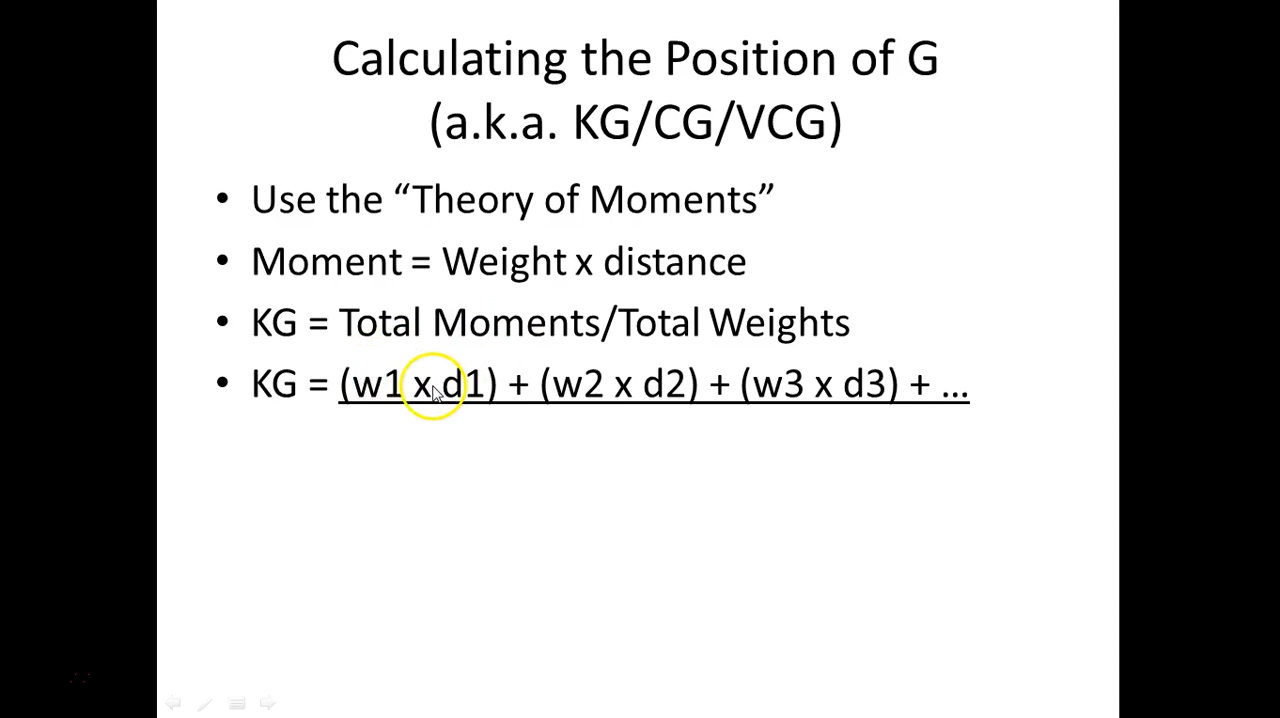 Calculating the Position of G
(a.k.a. KG/CG/VCG)
• Use the “Theory of Moments”
• Moment = Weight x distance
• KG = Total Moments/Total Weights
• KG = (w1 x d1) + (w2 x d2) + (w3 x d3) + ...